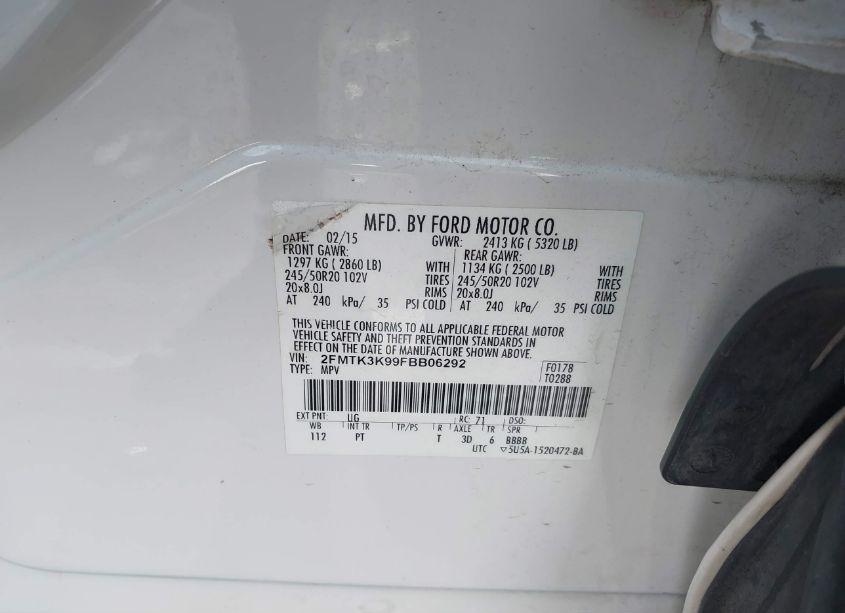 MFD. BY FORD MOTOR CO.
DATE: 02/15 GVWR: 2413 KG ( 5320 LB)
FRONT GAWR: REAR GAWR:
1297 KG ( 2860 LB) WITH 1134 KG ( 2500 LB) WITH
245/50R20 102V TIRES 245/50R20 102V TIRES
20x8.0J RIMS 20x8.0J RIMS
AT 240 kPa/ 35 PSI COLD AT 240 kPa/ 35 PSI COLD
THIS VEHICLE CONFORMS TO ALL APPLICABLE FEDERAL MOTOR
VEHICLE SAFETY AND THEFT PREVENTION STANDARDS IN
EFFECT ON THE DATE OF MANUFACTURE SHOWN ABOVE.
VIN: 2FMTK3K99FBB06292 F0178
TYPE: MPV T0288
EXT PNT: UG RC: 71 DSO:
WB INT TR TP/PS R AXLE TR SPR
112 PT T 3D 6 BBBB
UTC ▽5U5A-1520472-BA